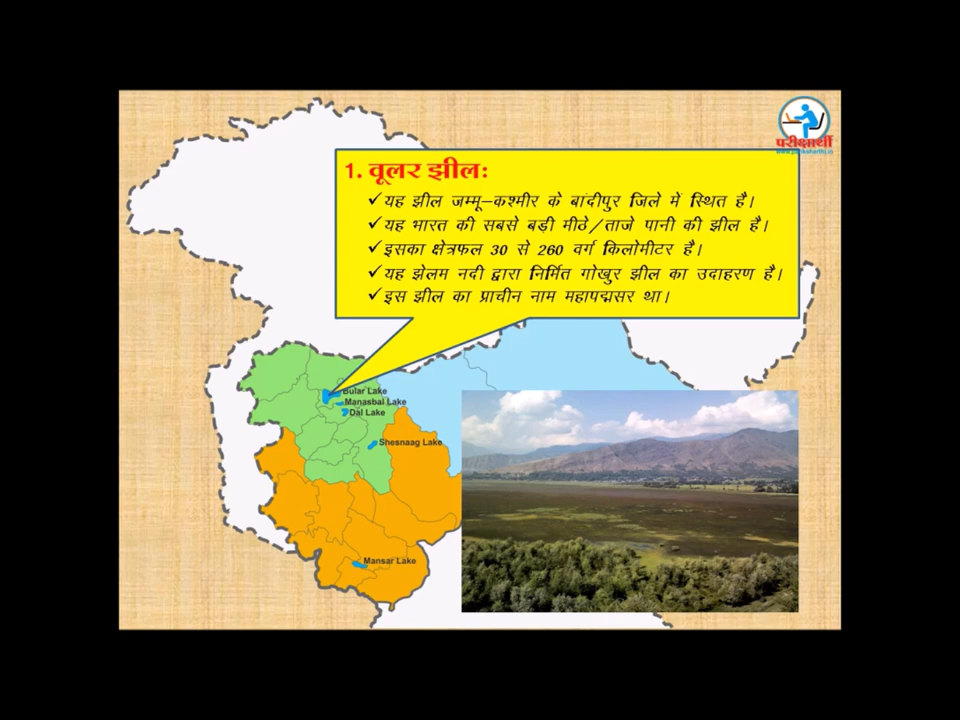 परीक्षार्थी
1. वूलर झीलः
✓यह झील जम्मू–कश्मीर के बांदीपुर जिले में स्थित है।
✓यह भारत की सबसे बड़ी मीठे/ताजे पानी की झील है।
✓इसका क्षेत्रफल 30 से 260 वर्ग किलोमीटर है।
✓यह झेलम नदी द्वारा निर्मित गोखुर झील का उदाहरण है।
✓इस झील का प्राचीन नाम महापद्मसर था।
Bular Lake
Manasbal Lake
Dal Lake
Shesnaag Lake
Mansar Lake